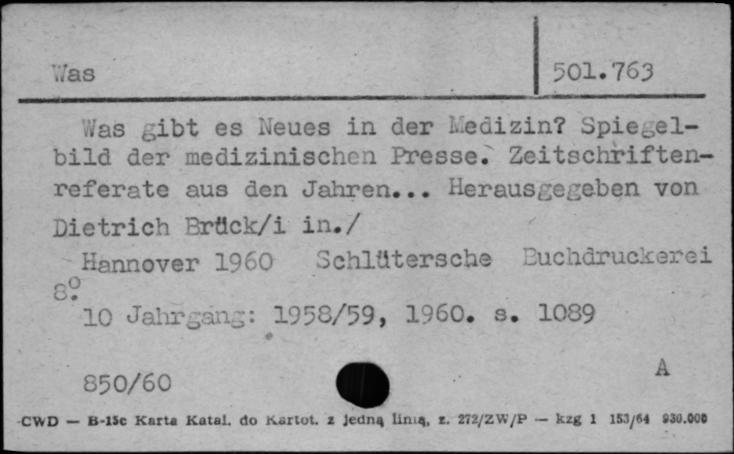 Was 501.763
Was gibt es Neues in der Medizin? Spiegel-
bild der medizinischen Presse. Zeitschriften-
referate aus den Jahren... Herausgegeben von
Dietrich Brück/i in./
Hannover 1960 Schlütersche Buchdruckerei
8º.
10 Jahrgang: 1958/59, 1960. s. 1089
850/60 A
CWD — B-15c Karta Katal. do Kartot. z jedną linią, z. 272/ZW/P — kzg 1 153/64 930.000